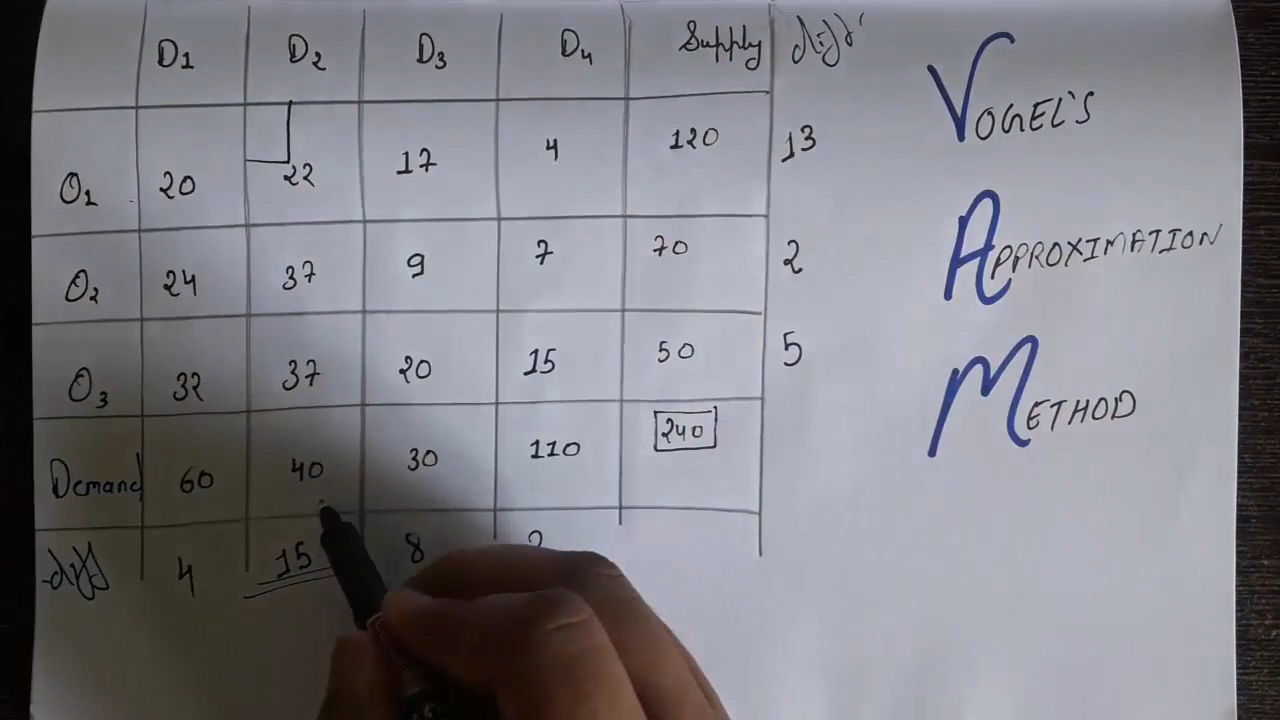 D1 D2 D3 D4 Supply diff
O1 20 22 17 4 120 13
O2 24 37 9 7 70 2
O3 32 37 20 15 50 5
Demand 60 40 30 110 240
diff 4 15 8
VOGEL'S
APPROXIMATION
METHOD